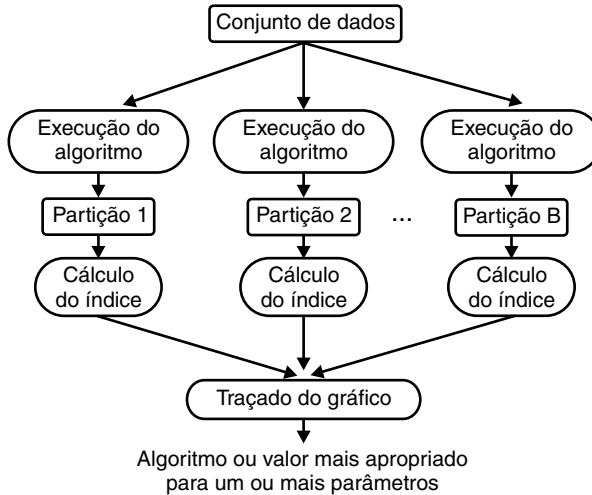 Conjunto de dados
Execução do
algoritmo
Execução do
algoritmo
Execução do
algoritmo
Partição 1
Partição 2
...
Partição B
Cálculo
do índice
Cálculo
do índice
Cálculo
do índice
Traçado do gráfico
Algoritmo ou valor mais apropriado
para um ou mais parâmetros